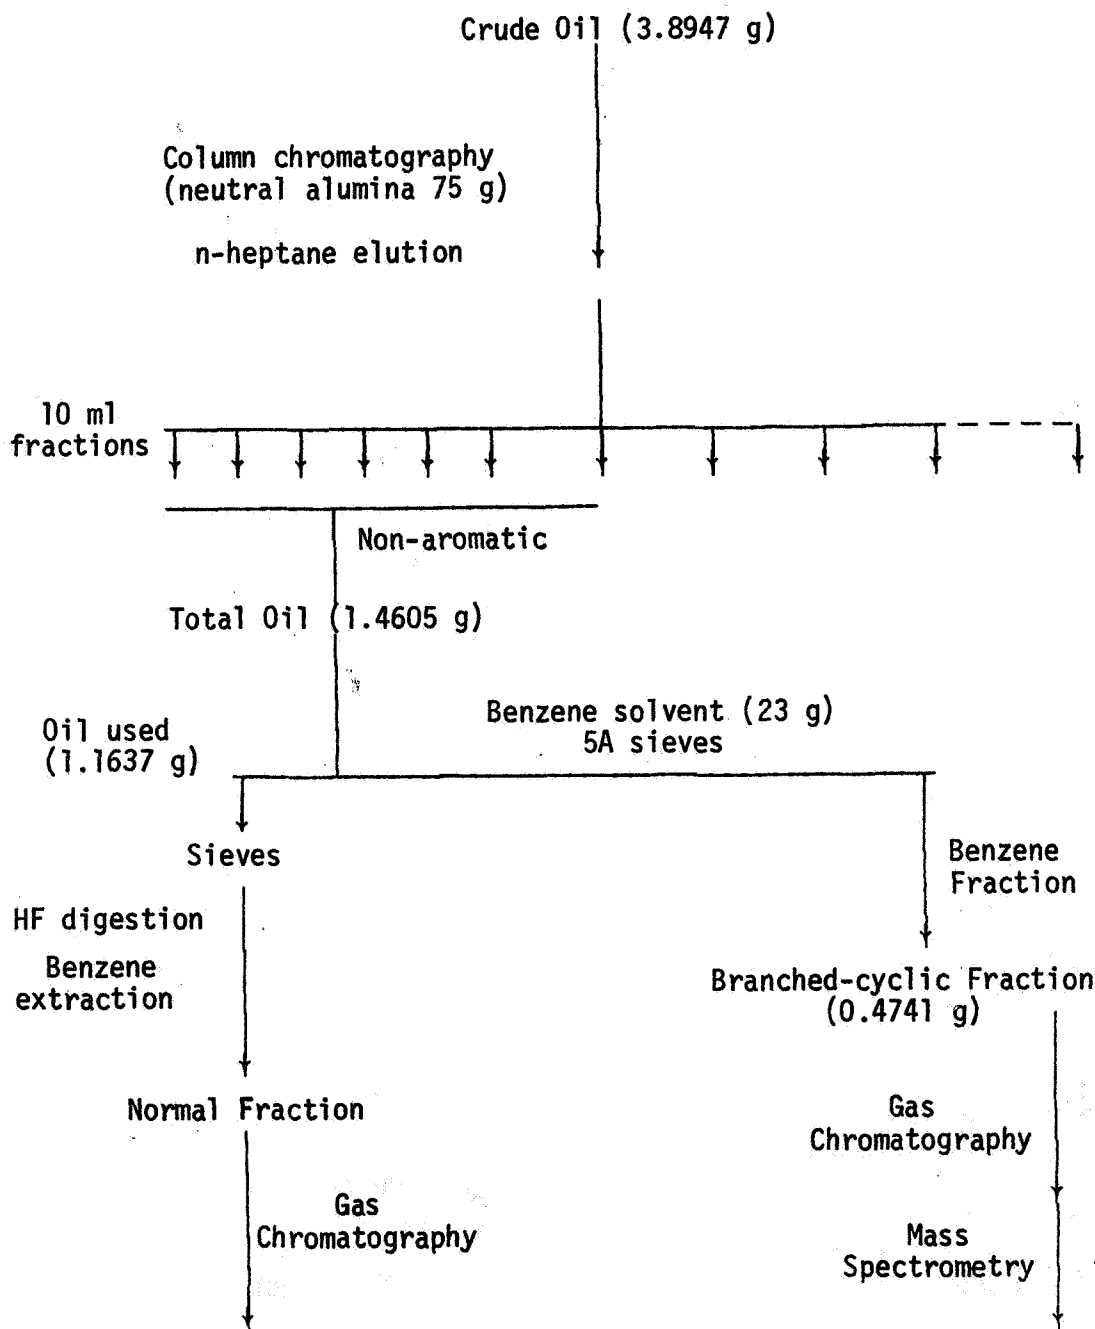 Crude Oil (3.8947 g)
Column chromatography
(neutral alumina 75 g)
n-heptane elution
10 ml
fractions
Non-aromatic
Total Oil (1.4605 g)
Oil used
(1.1637 g)
Benzene solvent (23 g)
5A sieves
Sieves
Benzene
Fraction
HF digestion
Benzene
extraction
Branched-cyclic Fraction
(0.4741 g)
Normal Fraction
Gas
Chromatography
Gas
Chromatography
Mass
Spectrometry